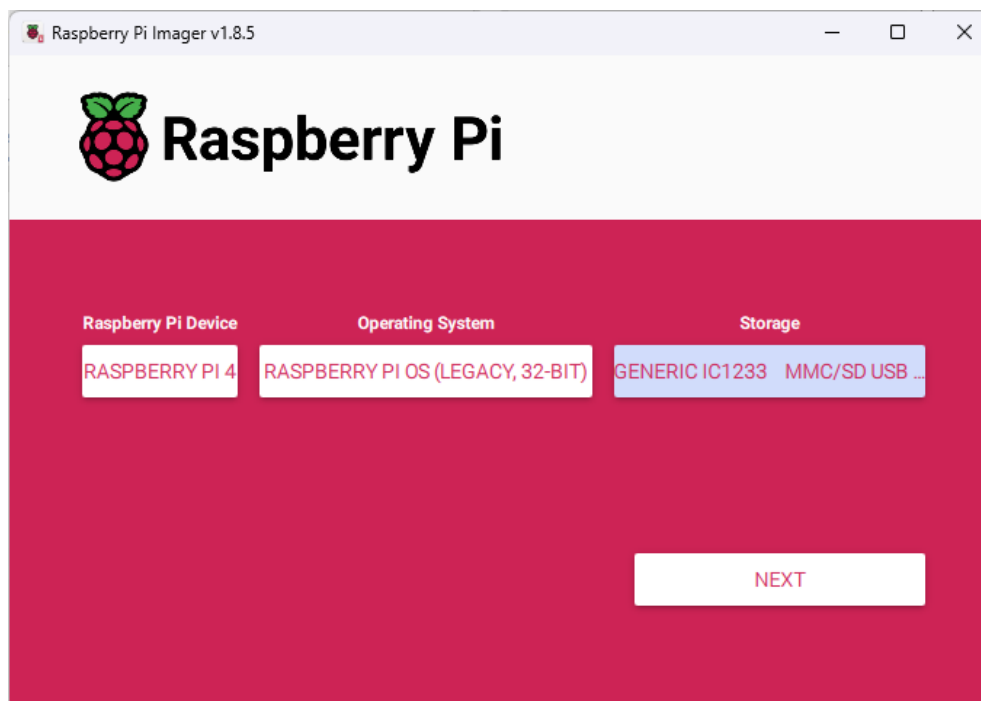 Raspberry Pi Imager v1.8.5
Raspberry Pi
Raspberry Pi Device
Operating System
Storage
RASPBERRY PI 4
RASPBERRY PI OS (LEGACY, 32-BIT)
GENERIC IC1233 MMC/SD USB ...
NEXT